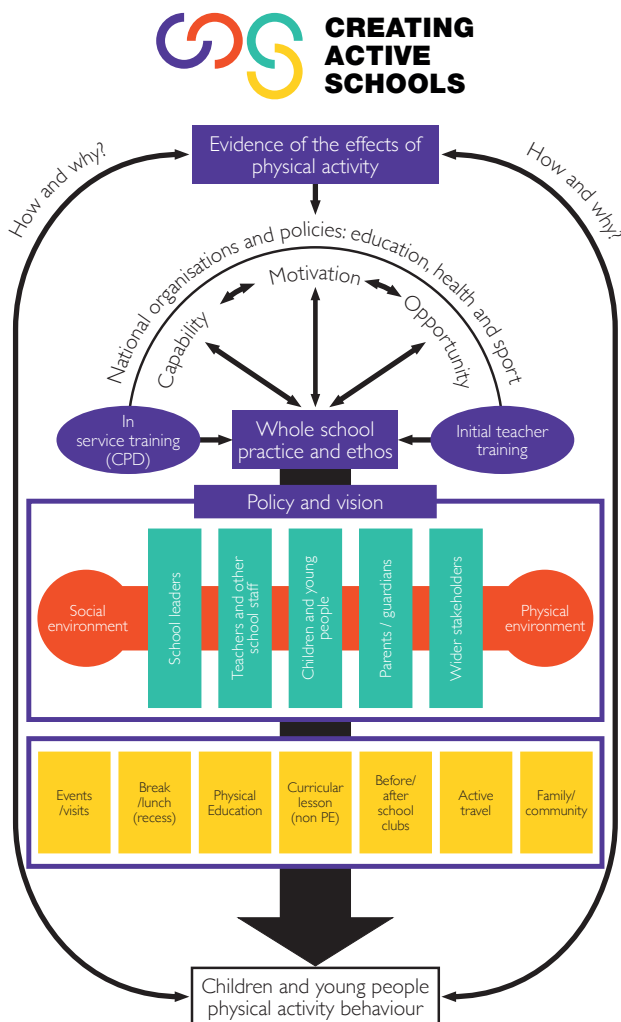 CREATING
ACTIVE
SCHOOLS
Evidence of the effects of
physical activity
How and why?
How and why?
National organisations and policies: education, health and sport
Motivation
Capability
Opportunity
In
service training
(CPD)
Whole school
practice and ethos
Initial teacher
training
Policy and vision
Social
environment
School leaders
Teachers and other
school staff
Children and young
people
Parents / guardians
Wider stakeholders
Physical
environment
Events
/visits
Break
/lunch
(recess)
Physical
Education
Curricular
lesson
(non PE)
Before/
after
school
clubs
Active
travel
Family/
community
Children and young people
physical activity behaviour